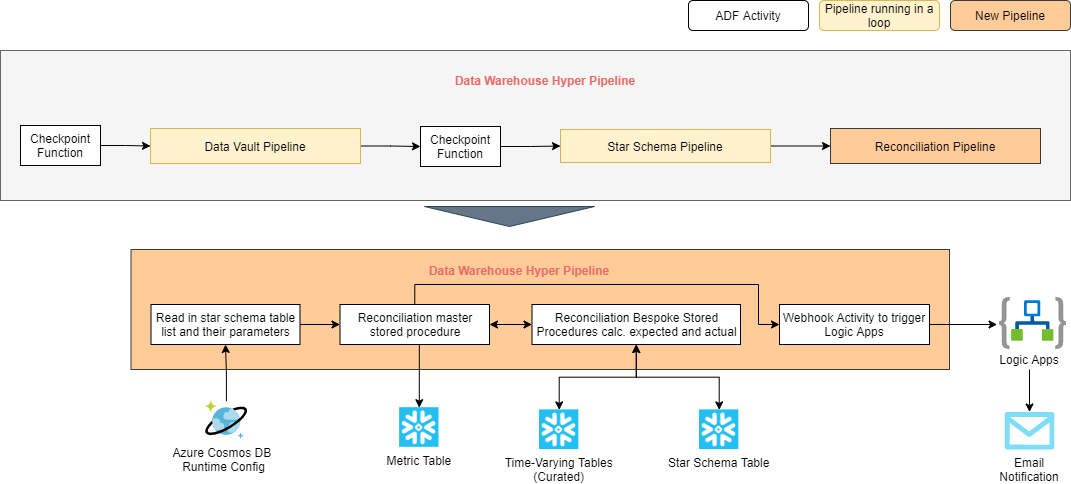 ADF Activity
Pipeline running in a
loop
New Pipeline
Data Warehouse Hyper Pipeline
Checkpoint
Function
Data Vault Pipeline
Checkpoint
Function
Star Schema Pipeline
Reconciliation Pipeline
Data Warehouse Hyper Pipeline
Read in star schema table
list and their parameters
Reconciliation master
stored procedure
Reconciliation Bespoke Stored
Procedures calc. expected and actual
Webhook Activity to trigger
Logic Apps
Logic Apps
Azure Cosmos DB
Runtime Config
Metric Table
Time-Varying Tables
(Curated)
Star Schema Table
Email
Notification